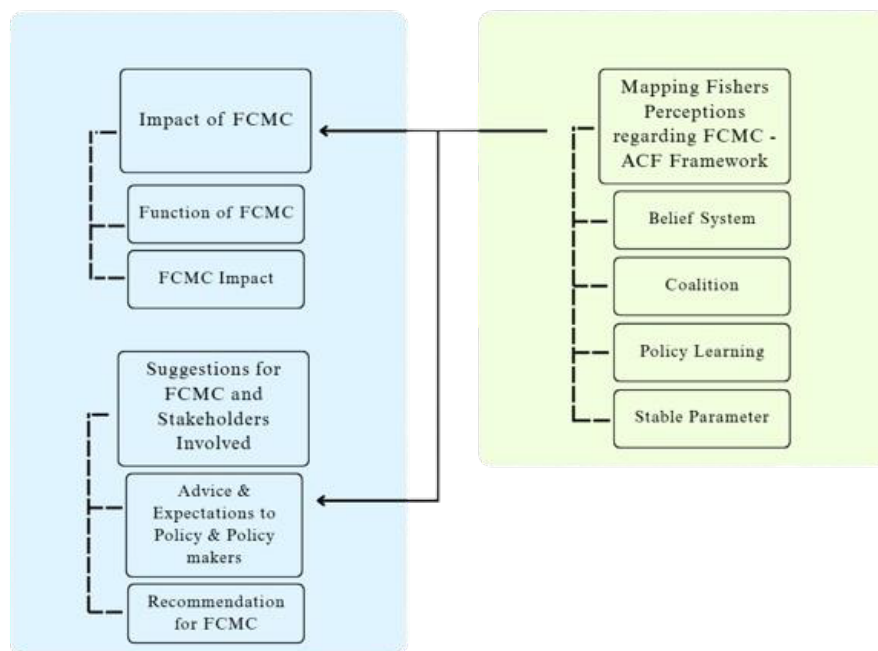 Impact of FCMC
Function of FCMC
FCMC Impact
Suggestions for
FCMC and
Stakeholders
Involved
Advice &
Expectations to
Policy & Policy
makers
Recommendation
for FCMC
Mapping Fishers
Perceptions
regarding FCMC -
ACF Framework
Belief System
Coalition
Policy Learning
Stable Parameter